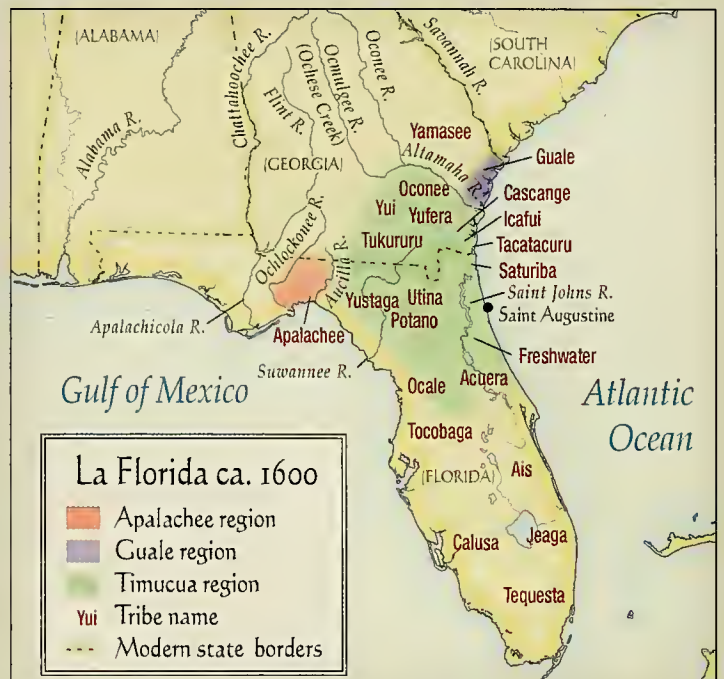 (ALABAMA)
Alabama R.
Chattahoochee R.
Flint R.
Ocmulgee R.
(Ochese Creek)
Oconee R.
Savannah R.
(SOUTH
CAROLINA)
(GEORGIA)
Yamasee
Altamaha R.
Guale
Oconee
Cascange
Yui
Yufera
Icafui
Tukururu
Tacatacuru
Saturiba
Ochlockonee R.
Aucilla R.
Yustaga
Utina
Saint Johns R.
Potano
Saint Augustine
Apalachicola R.
Apalachee
Suwannee R.
Freshwater
Ocale
Acuera
Gulf of Mexico
Atlantic
Ocean
Tocobaga
(FLORIDA)
Ais
Calusa
Jeaga
Tequesta
La Florida ca. 1600
Apalachee region
Guale region
Timucua region
Yui Tribe name
Modern state borders